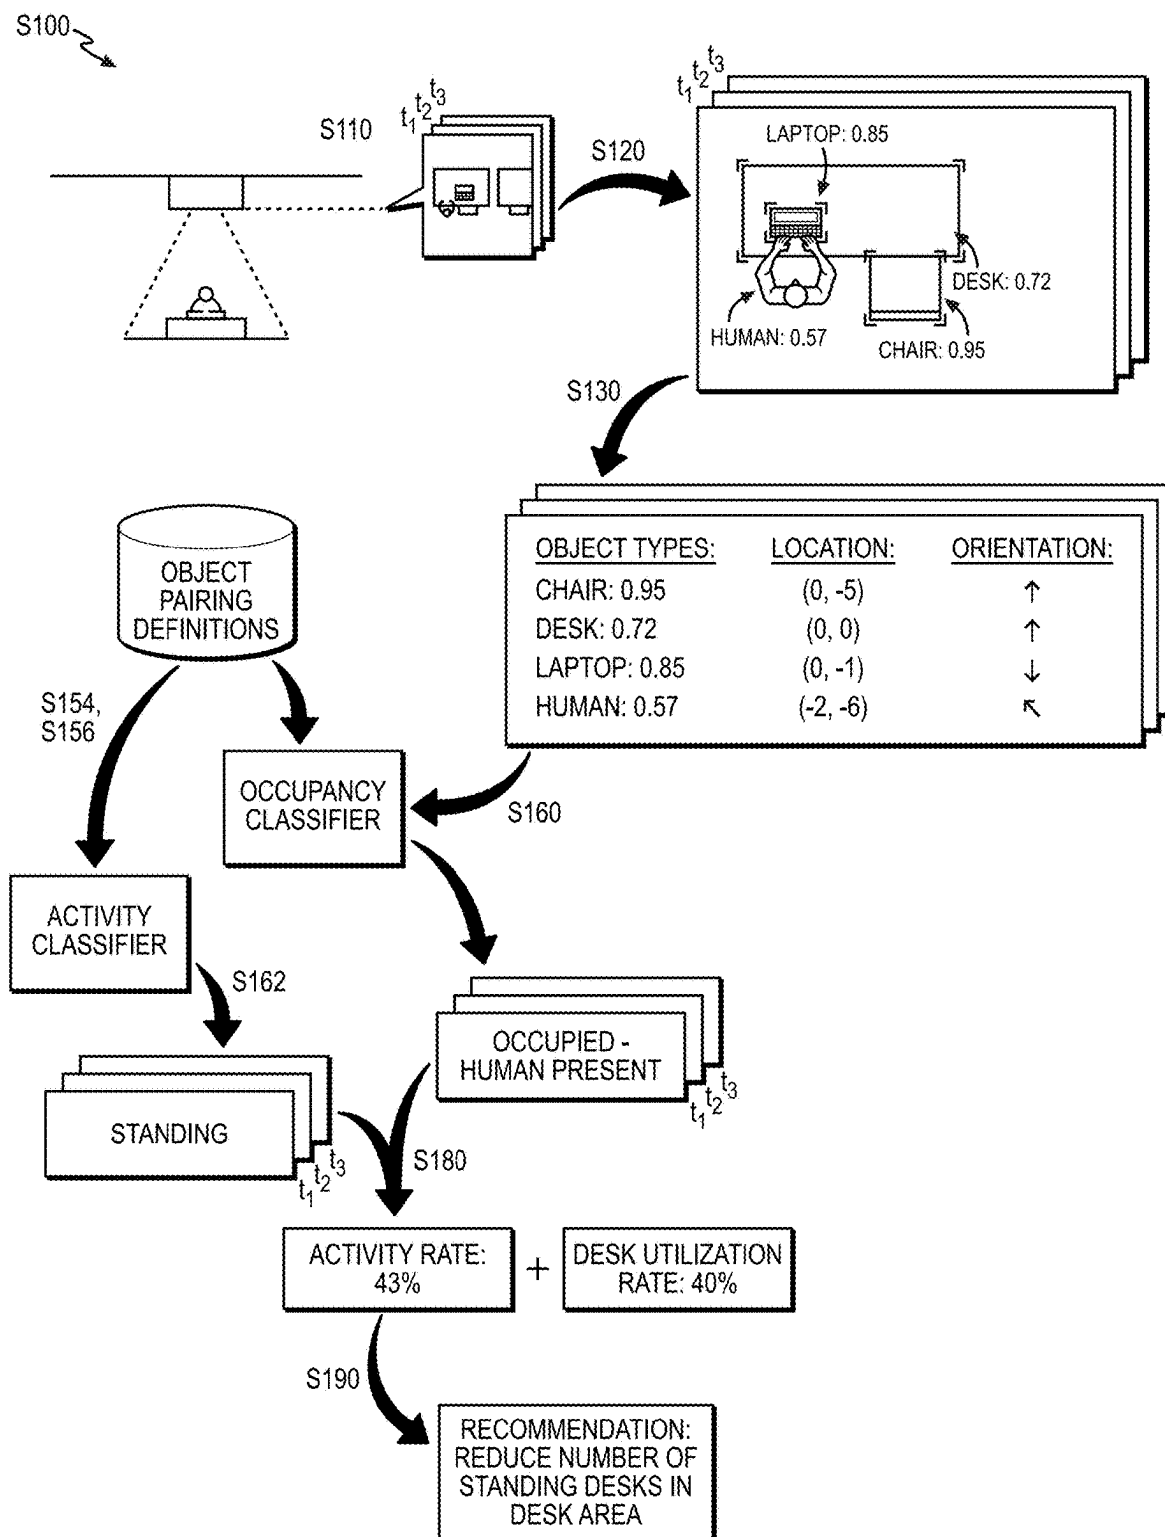 S100
S110
t1 t2 t3
S120
t1 t2 t3
LAPTOP: 0.85
DESK: 0.72
HUMAN: 0.57
CHAIR: 0.95
S130
OBJECT TYPES: LOCATION: ORIENTATION:
CHAIR: 0.95 (0, -5) ↑
DESK: 0.72 (0, 0) ↑
LAPTOP: 0.85 (0, -1) ↓
HUMAN: 0.57 (-2, -6) ↖
OBJECT
PAIRING
DEFINITIONS
S154,
S156
OCCUPANCY
CLASSIFIER
S160
ACTIVITY
CLASSIFIER
S162
OCCUPIED -
HUMAN PRESENT
t1 t2 t3
STANDING
t1 t2 t3
S180
ACTIVITY RATE:
43%
+
DESK UTILIZATION
RATE: 40%
S190
RECOMMENDATION:
REDUCE NUMBER OF
STANDING DESKS IN
DESK AREA